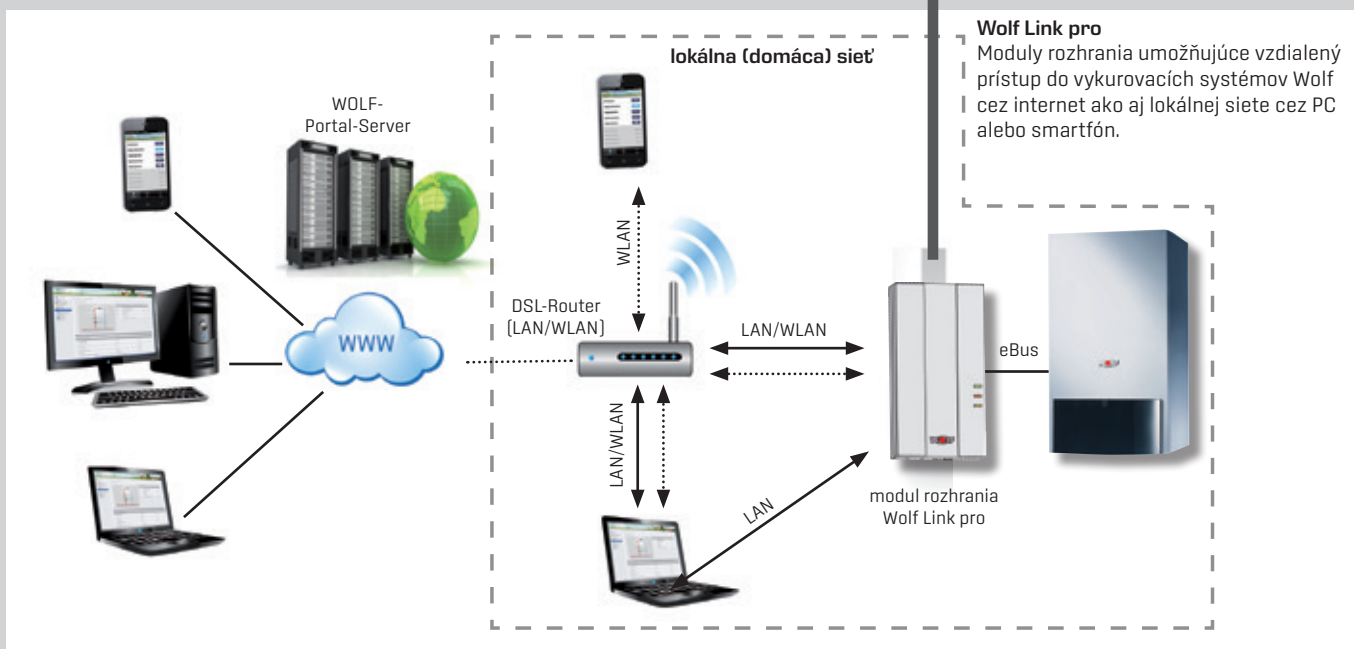 Wolf Link pro
Moduly rozhrania umožňujúce vzdialený
prístup do vykurovacích systémov Wolf
cez internet ako aj lokálnej siete cez PC
alebo smartfón.
lokálna (domáca) sieť
WOLF-
Portal-Server
WLAN
DSL-Router
(LAN/WLAN)
WWW
LAN/WLAN
eBus
LAN/WLAN
LAN
modul rozhrania
Wolf Link pro